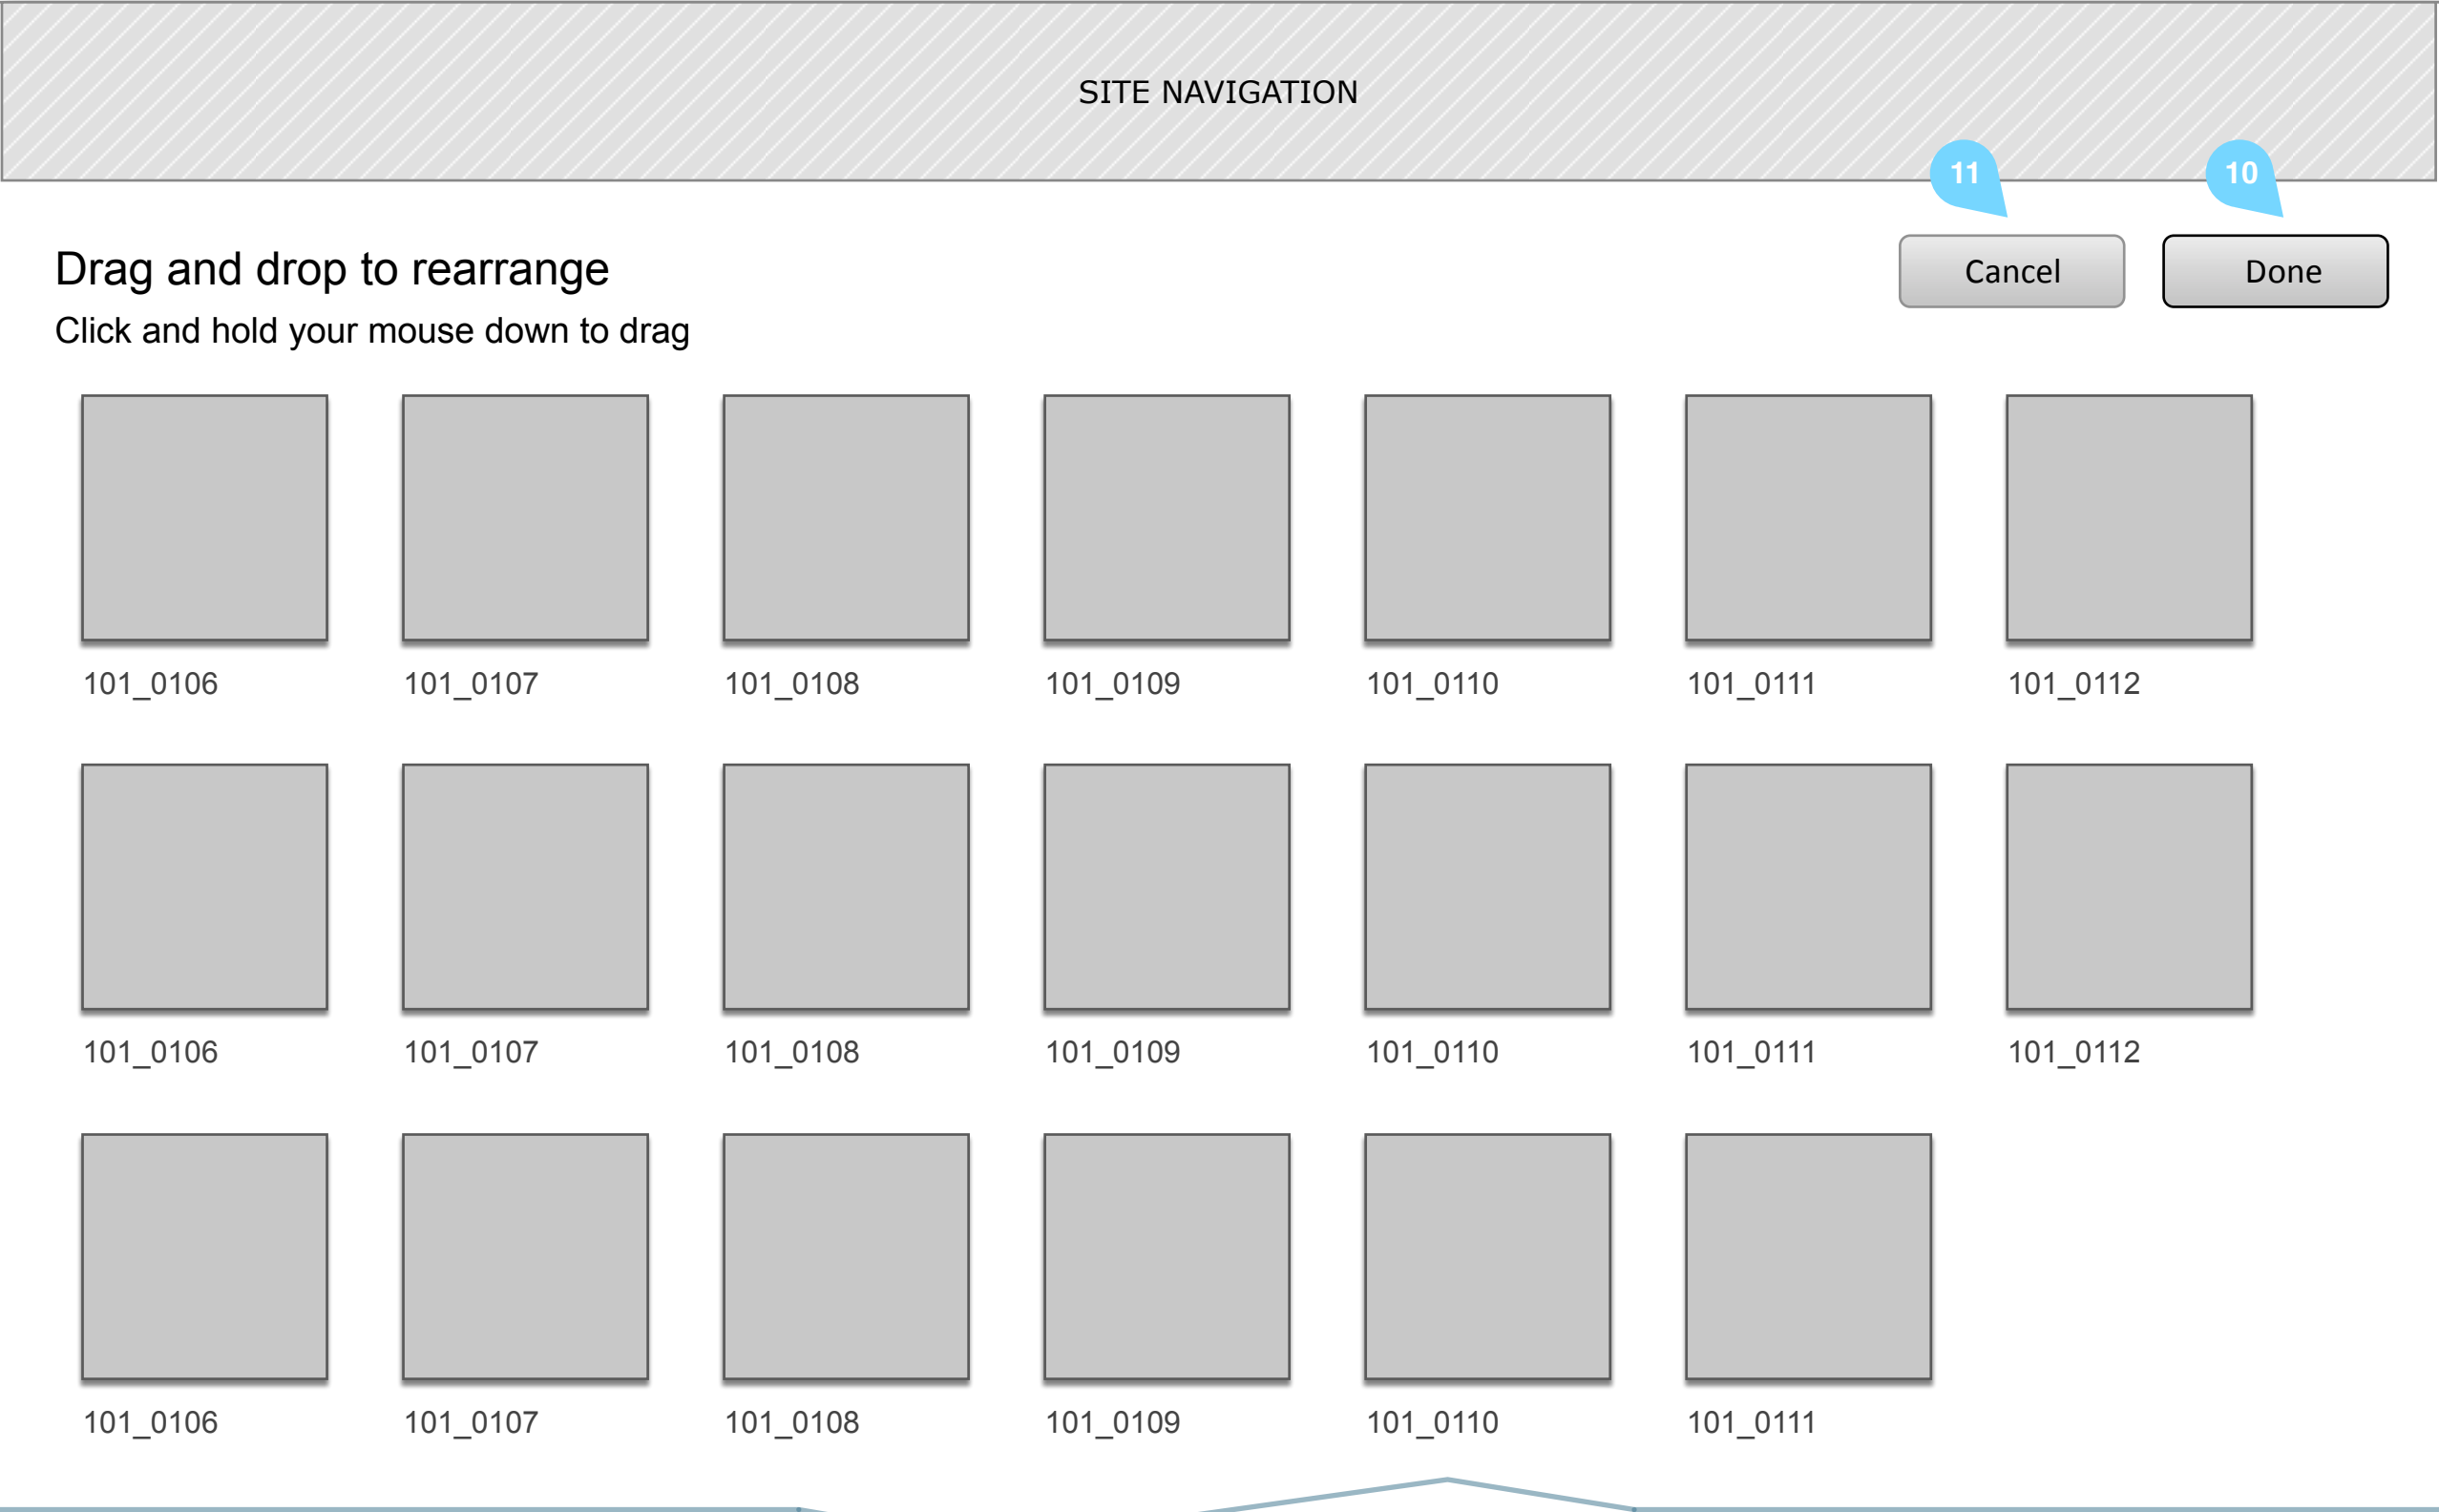 SITE NAVIGATION
11
10
Drag and drop to rearrange
Cancel
Done
Click and hold your mouse down to drag
101_0106 101_0107 101_0108 101_0109 101_0110 101_0111 101_0112
101_0106 101_0107 101_0108 101_0109 101_0110 101_0111 101_0112
101_0106 101_0107 101_0108 101_0109 101_0110 101_0111